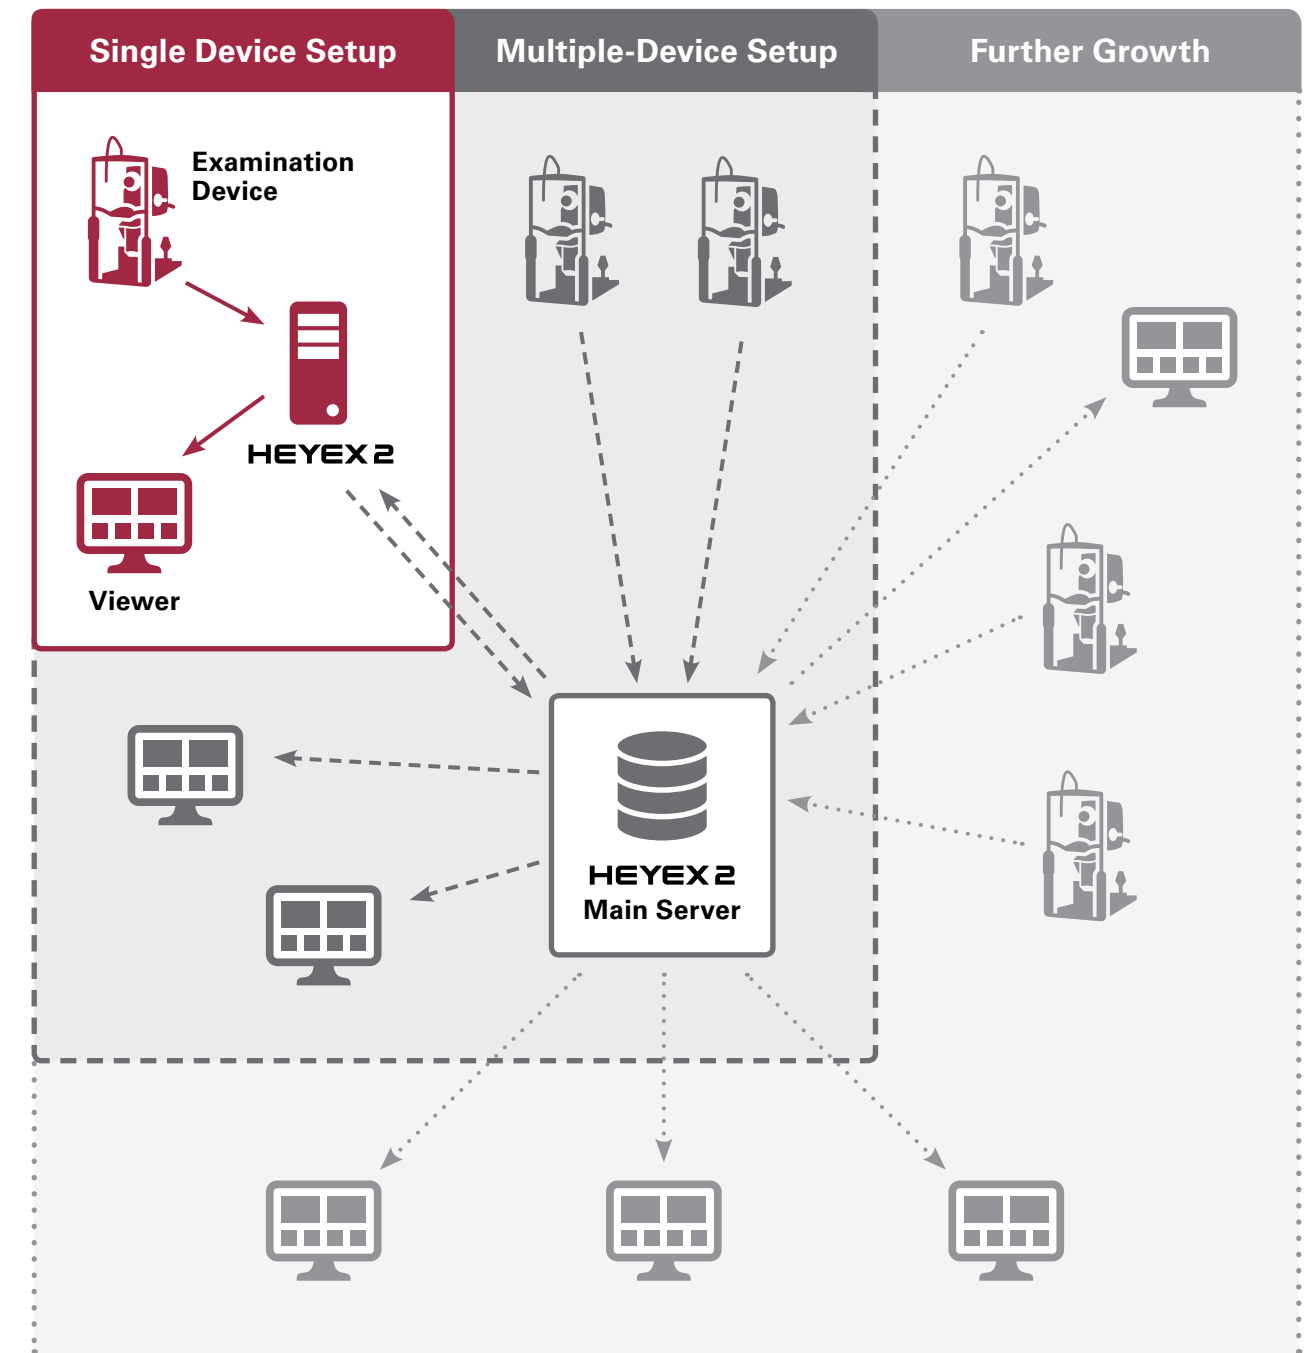 Single Device Setup
Multiple-Device Setup
Further Growth
Examination
Device
HEYEX 2
Viewer
HEYEX 2
Main Server